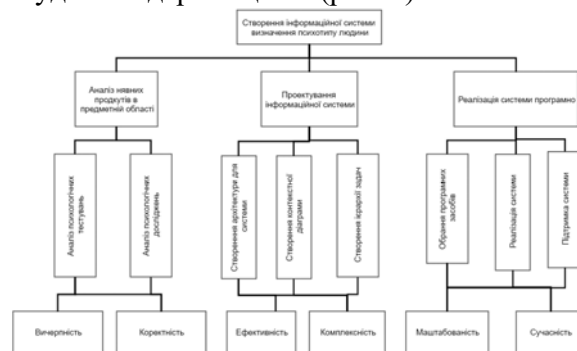 Створення інформаційної системи
визначення психотипу людини
Аналіз наявних
продкутів в
предметній області
Проектування
інформаційної системи
Реалізація системи програмно
Аналіз психологічних
тестувань
Аналіз психологічних
досліджень
Створення архітектури для
системи
Створення контекстної
діаграми
Створення ієрархії задач
Обрання програмних
засобів
Реалізація системи
Підтримка системи
Вичерпність
Коректність
Ефективність
Комплексність
Маштабованість
Сучасність